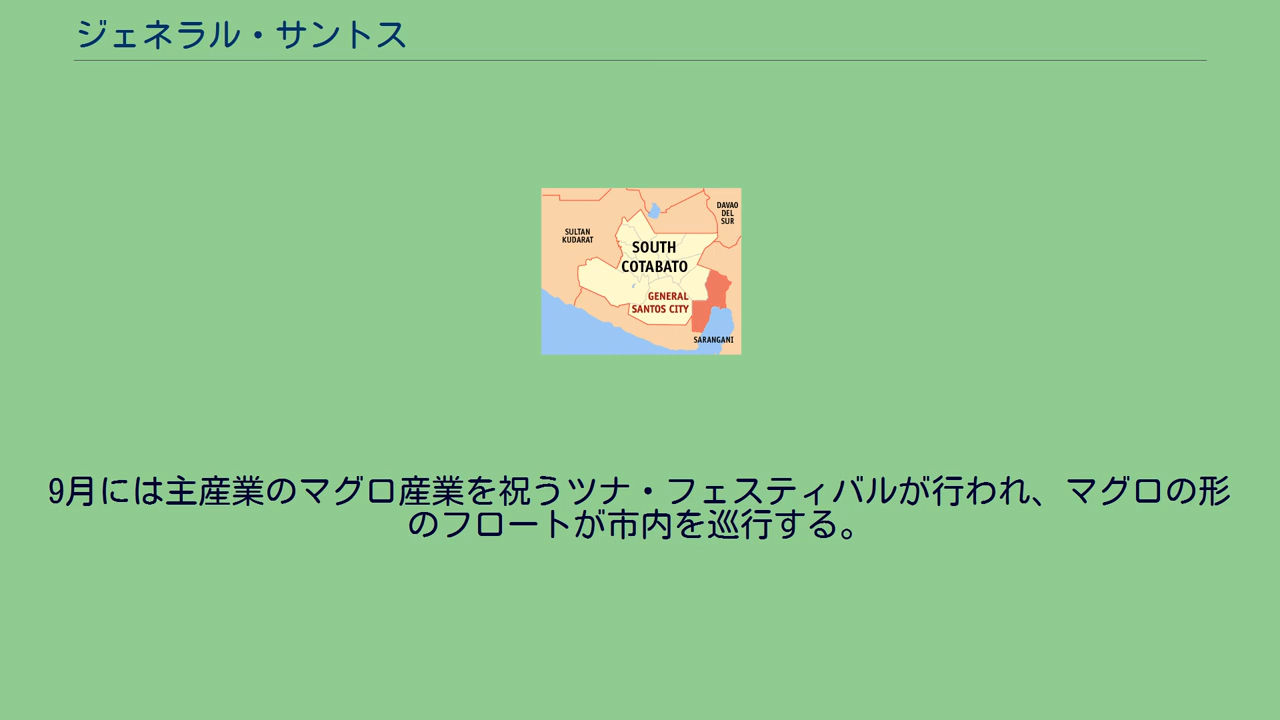 ジェネラル・サントス
DAVAO
DEL
SUR
SULTAN
KUDARAT
SOUTH
COTABATO
GENERAL
SANTOS CITY
SARANGANI
9月には主産業のマグロ産業を祝うツナ・フェスティバルが行われ、マグロの形
のフロートが市内を巡行する。